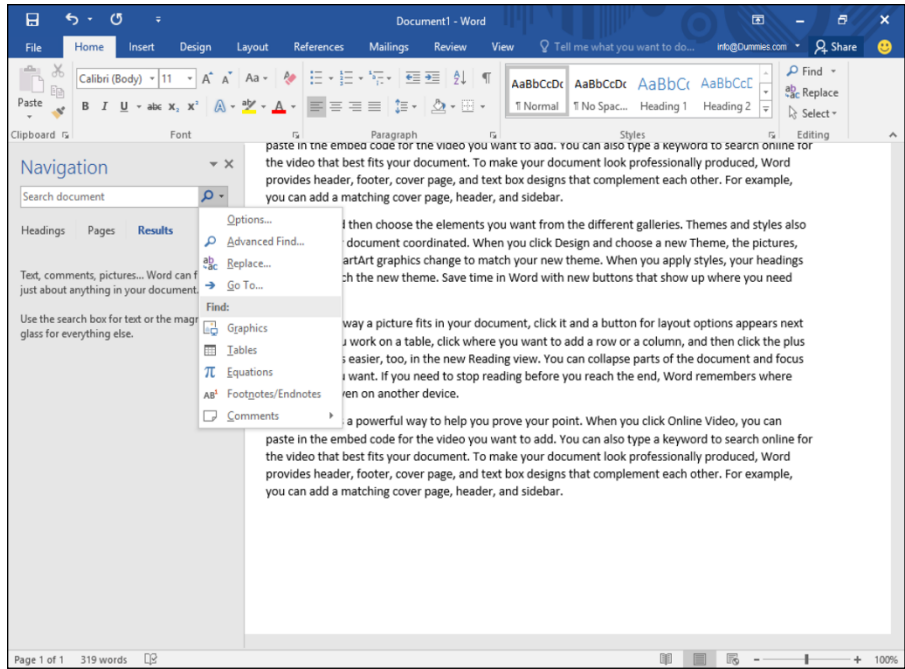 Document1 - Word
File Home Insert Design Layout References Mailings Review View Tell me what you want to do... info@Dummies.com Share
Calibri (Body) 11 A A Aa
AaBbCcDc AaBbCcDc AaBbCc AaBbCcD
Find
Replace
Select
Paste
B I U abc X₂ X² A A
¶ Normal ¶ No Spac... Heading 1 Heading 2
Clipboard Font Paragraph Styles Editing
Navigation
Search document
Headings Pages Results
Text, comments, pictures... Word can f
just about anything in your document.
Use the search box for text or the magn
glass for everything else.
Options...
Advanced Find...
Replace...
Go To...
Find:
Graphics
Tables
Equations
Footnotes/Endnotes
Comments
paste in the embed code for the video you want to add. You can also type a keyword to search online for
the video that best fits your document. To make your document look professionally produced, Word
provides header, footer, cover page, and text box designs that complement each other. For example,
you can add a matching cover page, header, and sidebar.
then choose the elements you want from the different galleries. Themes and styles also
document coordinated. When you click Design and choose a new Theme, the pictures,
artArt graphics change to match your new theme. When you apply styles, your headings
ch the new theme. Save time in Word with new buttons that show up where you need
way a picture fits in your document, click it and a button for layout options appears next
work on a table, click where you want to add a row or a column, and then click the plus
s easier, too, in the new Reading view. You can collapse parts of the document and focus
want. If you need to stop reading before you reach the end, Word remembers where
ven on another device.
a powerful way to help you prove your point. When you click Online Video, you can
paste in the embed code for the video you want to add. You can also type a keyword to search online for
the video that best fits your document. To make your document look professionally produced, Word
provides header, footer, cover page, and text box designs that complement each other. For example,
you can add a matching cover page, header, and sidebar.
Page 1 of 1 319 words 100%